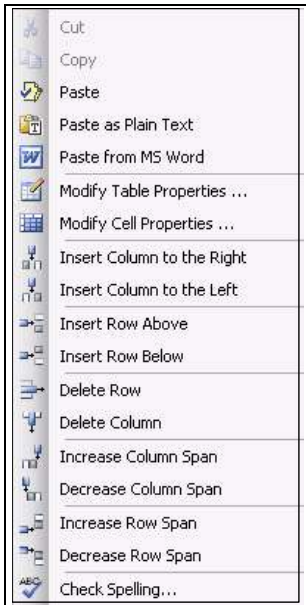 Cut
Copy
Paste
Paste as Plain Text
Paste from MS Word
Modify Table Properties ...
Modify Cell Properties ...
Insert Column to the Right
Insert Column to the Left
Insert Row Above
Insert Row Below
Delete Row
Delete Column
Increase Column Span
Decrease Column Span
Increase Row Span
Decrease Row Span
Check Spelling...